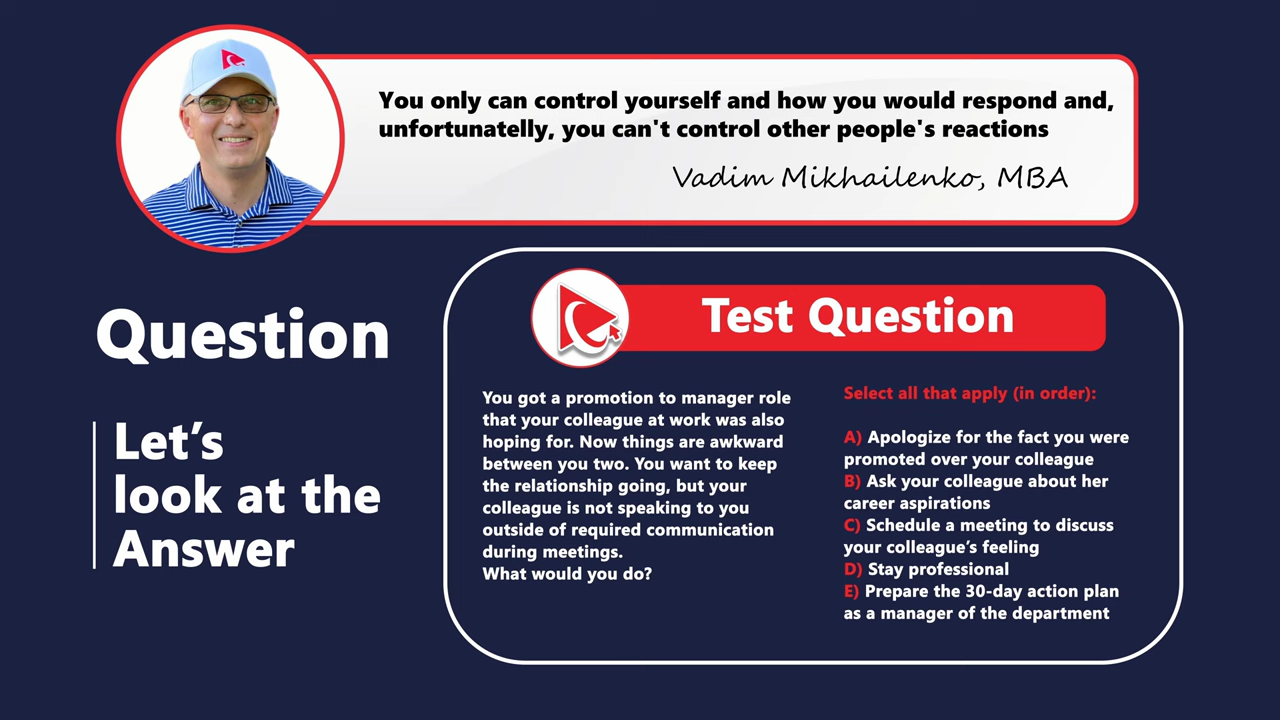 You only can control yourself and how you would respond and,
unfortunatelly, you can't control other people's reactions
Vadim Mikhailenko, MBA
Question
Let's
look at the
Answer
Test Question
You got a promotion to manager role
that your colleague at work was also
hoping for. Now things are awkward
between you two. You want to keep
the relationship going, but your
colleague is not speaking to you
outside of required communication
during meetings.
What would you do?
Select all that apply (in order):
A) Apologize for the fact you were
promoted over your colleague
B) Ask your colleague about her
career aspirations
C) Schedule a meeting to discuss
your colleague's feeling
D) Stay professional
E) Prepare the 30-day action plan
as a manager of the department